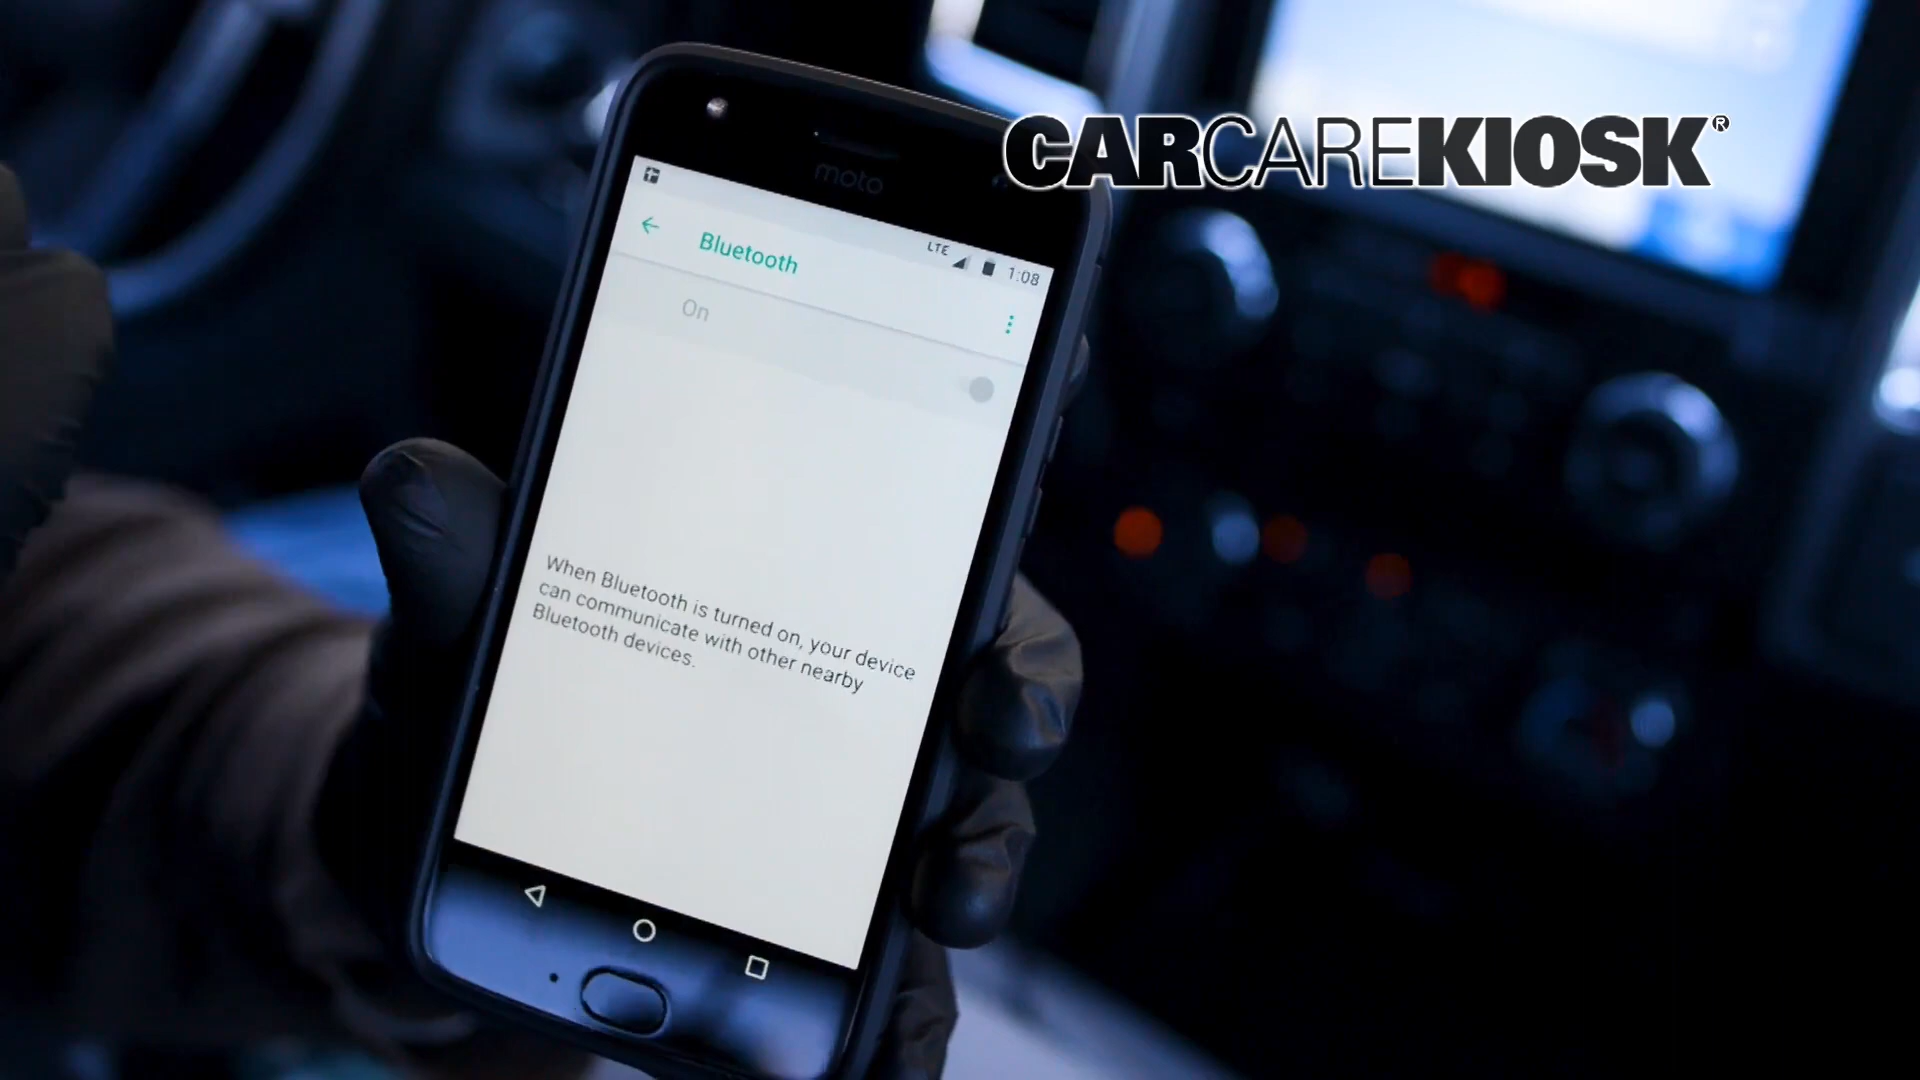 CARCAREKIOSK®
moto
LTE 1:08
Bluetooth
On
When Bluetooth is turned on, your device
can communicate with other nearby
Bluetooth devices.